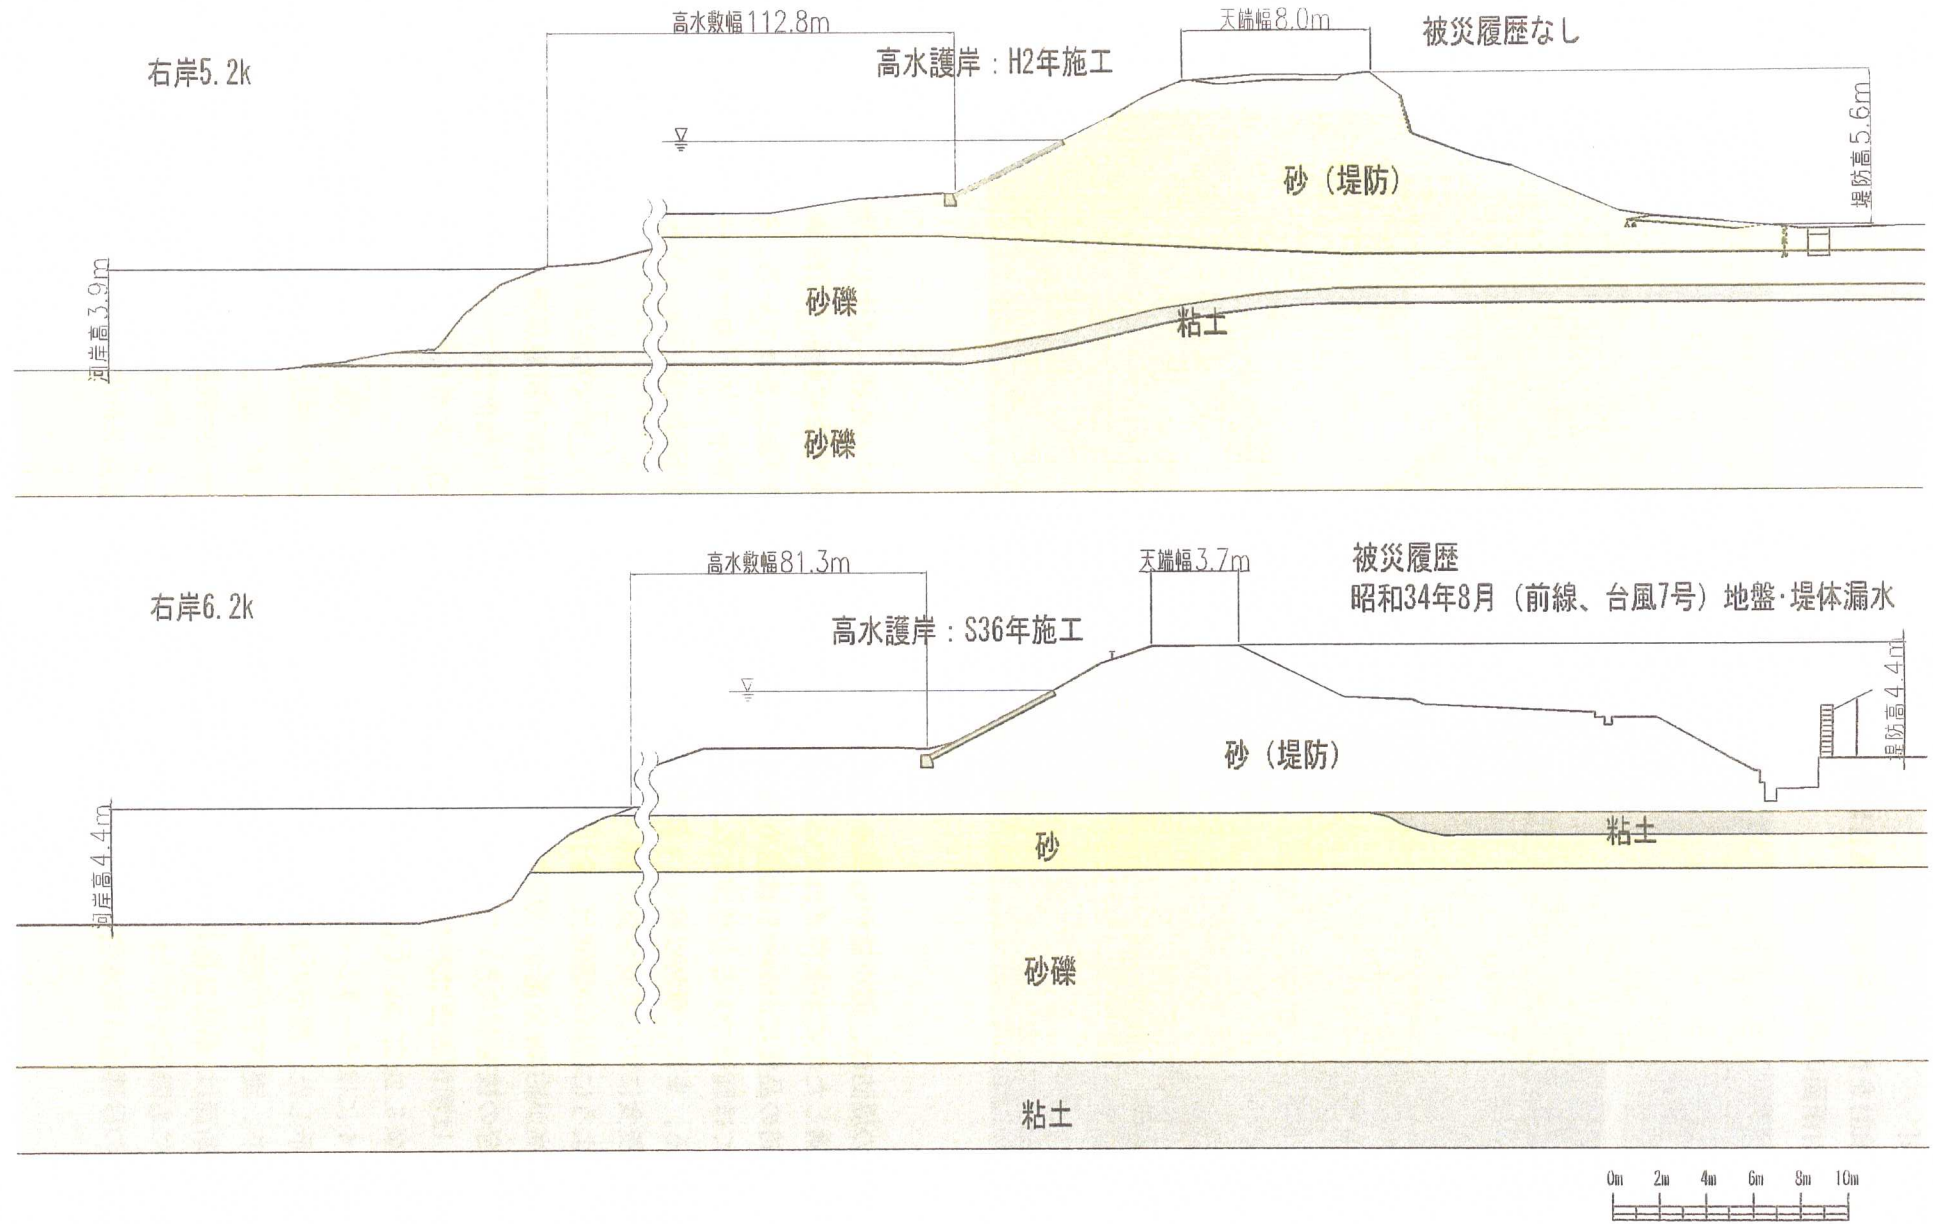 右岸5.2k
高水敷幅112.8m
天端幅8.0m
被災履歴なし
高水護岸：H2年施工
堤防高5.6m
砂（堤防）
河岸高3.9m
砂礫
粘土
砂礫
右岸6.2k
高水敷幅81.3m
天端幅3.7m
被災履歴
昭和34年8月（前線、台風7号）地盤･堤体漏水
高水護岸：S36年施工
堤防高4.4m
砂（堤防）
河岸高4.4m
砂
粘土
砂礫
粘土
0m 2m 4m 6m 8m 10m